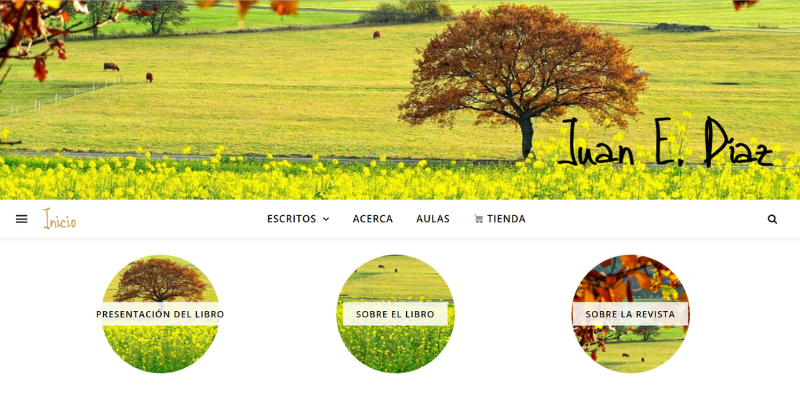 Juan E. Díaz
Inicio
ESCRITOS
ACERCA
AULAS
TIENDA
PRESENTACIÓN DEL LIBRO
SOBRE EL LIBRO
SOBRE LA REVISTA